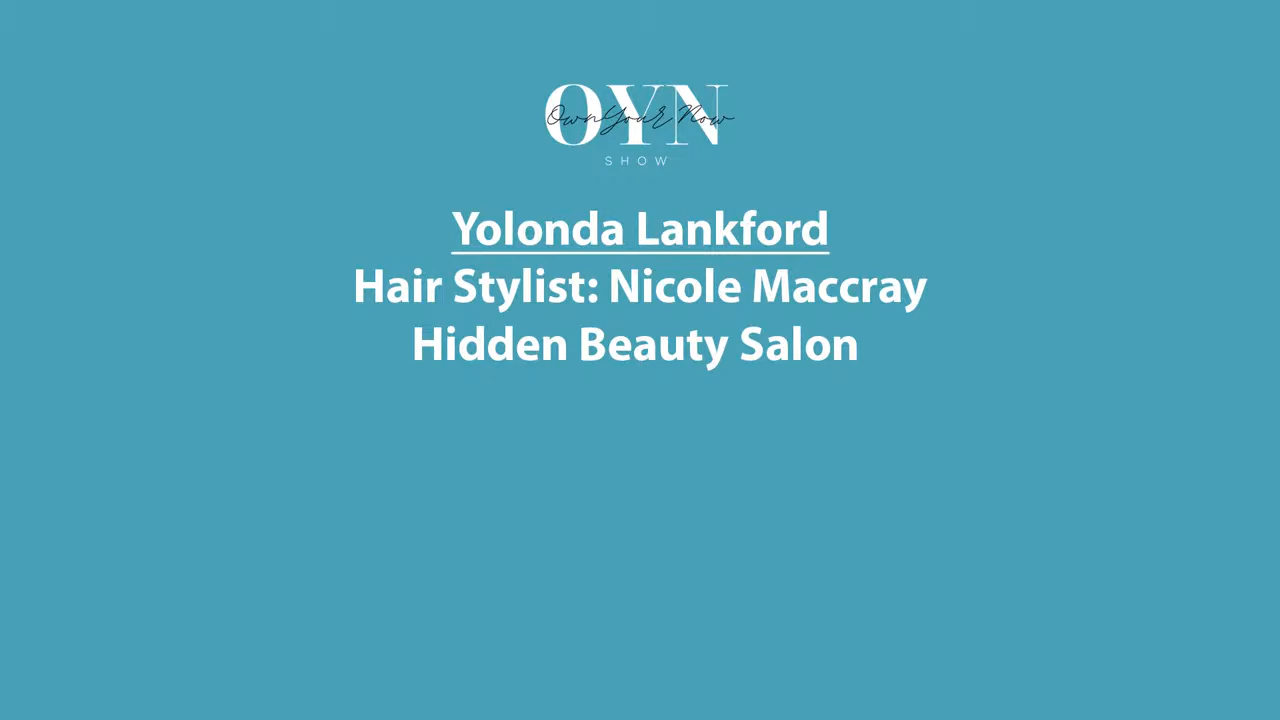 OYN
Own Your Now
SHOW
Yolonda Lankford
Hair Stylist: Nicole Maccray
Hidden Beauty Salon